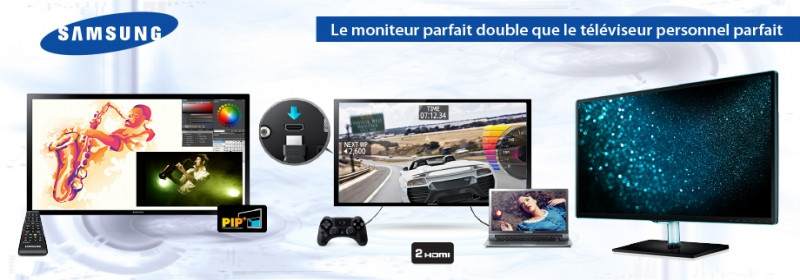 SAMSUNG
Le moniteur parfait double que le téléviseur personnel parfait
TIME
07:12.34
NEXT WP
2,600
SAMSUNG
PIP+
2 HDMI